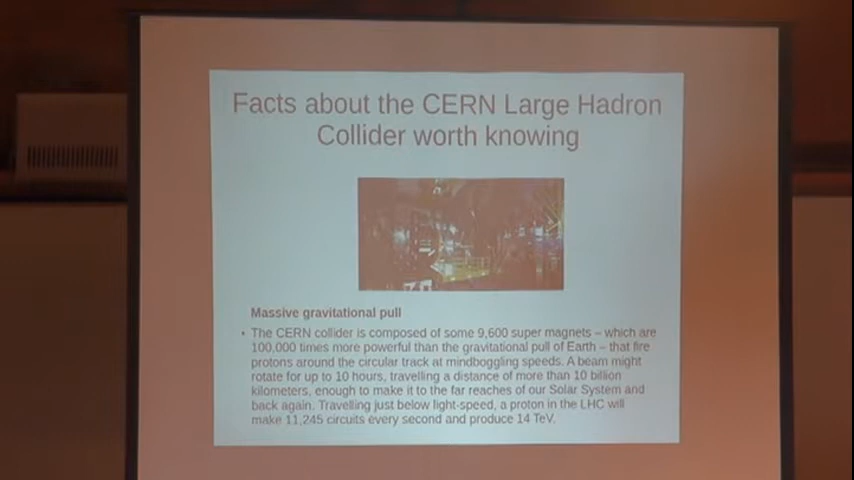 Facts about the CERN Large Hadron
Collider worth knowing
Massive gravitational pull
• The CERN collider is composed of some 9,600 super magnets – which are
100,000 times more powerful than the gravitational pull of Earth – that fire
protons around the circular track at mindboggling speeds. A beam might
rotate for up to 10 hours, travelling a distance of more than 10 billion
kilometers, enough to make it to the far reaches of our Solar System and
back again. Travelling just below light-speed, a proton in the LHC will
make 11,245 circuits every second and produce 14 TeV.